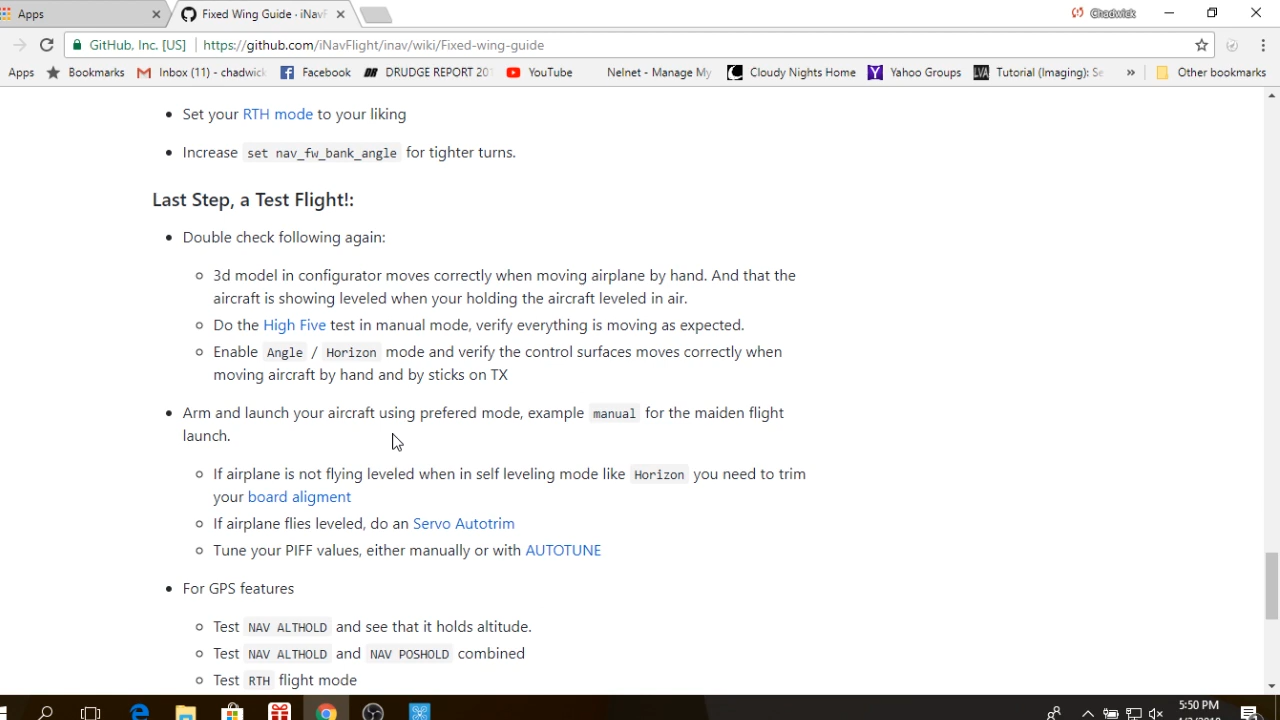 Apps
Fixed Wing Guide · iNavF
Chadwick
GitHub, Inc. [US]
https://github.com/iNavFlight/inav/wiki/Fixed-wing-guide
Apps
Bookmarks
Inbox (11) - chadwic
Facebook
DRUDGE REPORT 201
YouTube
Nelnet - Manage My
Cloudy Nights Home
Yahoo Groups
LVA
Tutorial (Imaging): Se
»
Other bookmarks
• Set your RTH mode to your liking
• Increase set nav_fw_bank_angle for tighter turns.
Last Step, a Test Flight!:
• Double check following again:
3d model in configurator moves correctly when moving airplane by hand. And that the
aircraft is showing leveled when your holding the aircraft leveled in air.
Do the High Five test in manual mode, verify everything is moving as expected.
Enable Angle / Horizon mode and verify the control surfaces moves correctly when
moving aircraft by hand and by sticks on TX
• Arm and launch your aircraft using prefered mode, example manual for the maiden flight
launch.
If airplane is not flying leveled when in self leveling mode like Horizon you need to trim
your board aligment
If airplane flies leveled, do an Servo Autotrim
Tune your PIFF values, either manually or with AUTOTUNE
• For GPS features
Test NAV ALTHOLD and see that it holds altitude.
Test NAV ALTHOLD and NAV POSHOLD combined
Test RTH flight mode
5:50 PM